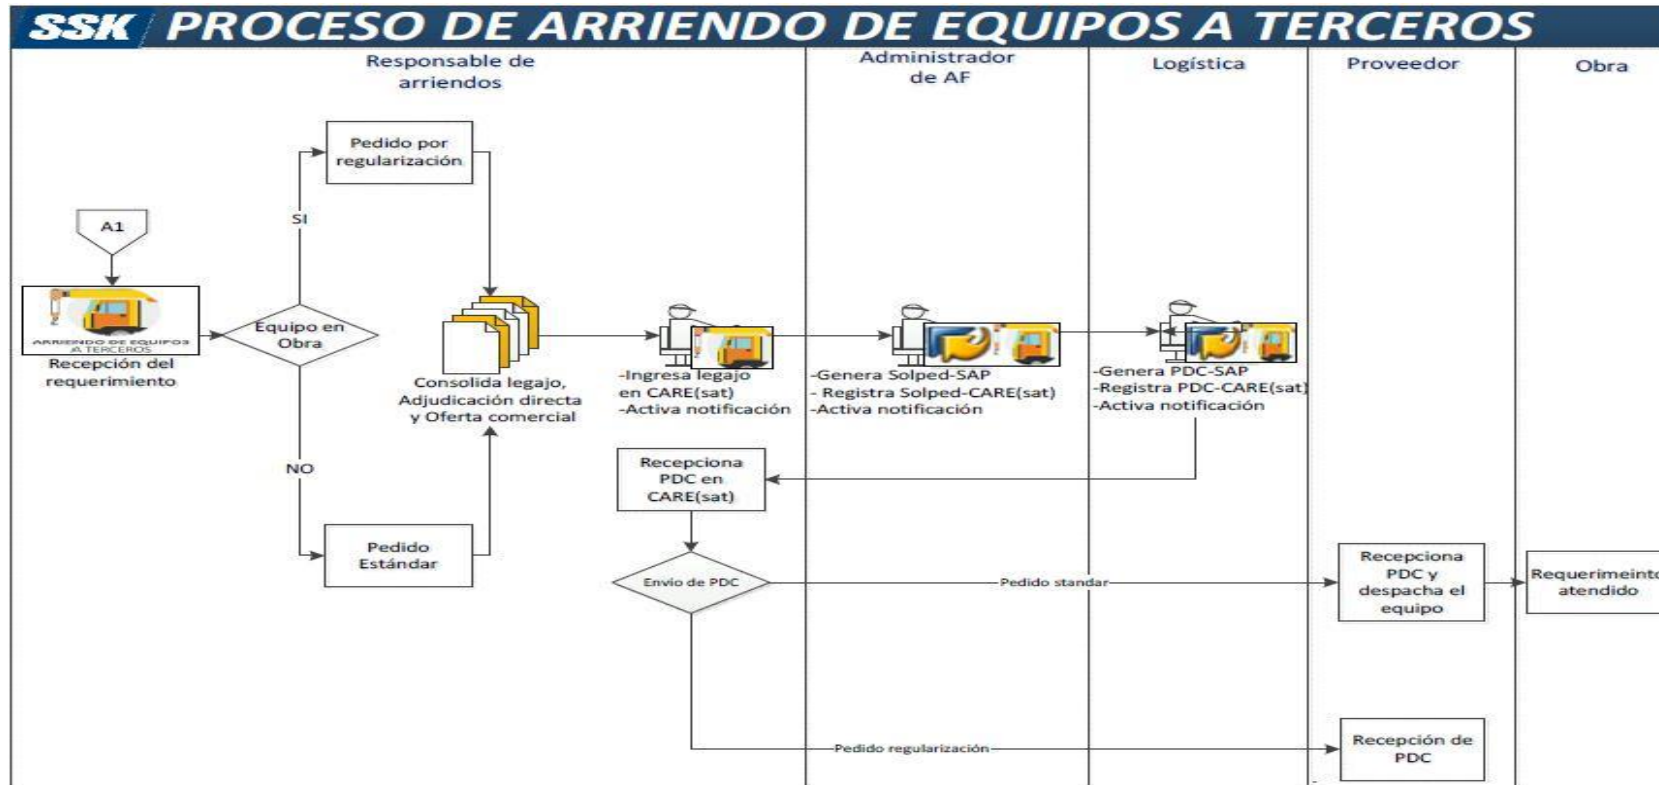 SSK PROCESO DE ARRIENDO DE EQUIPOS A TERCEROS
Responsable de
arriendos
Administrador
de AF
Logística
Proveedor
Obra
Pedido por
regularización
SI
A1
ARRIENDO DE EQUIPOS
A TERCEROS
Recepción del
requerimiento
Equipo en
Obra
Consolida legajo,
Adjudicación directa
y Oferta comercial
-Ingresa legajo
en CARE(sat)
-Activa notificación
-Genera Solped-SAP
- Registra Solped-CARE(sat)
-Activa notificación
-Genera PDC-SAP
-Registra PDC-CARE(sat)
-Activa notificación
NO
Pedido
Estándar
Recepciona
PDC en
CARE(sat)
Envio de PDC
Pedido standar
Recepciona
PDC y
despacha el
equipo
Requerimeinto
atendido
Pedido regularización
Recepción de
PDC